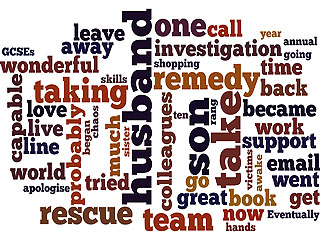 leave
one
year
annual
GCSEs
away
investigation
going
wonderful
shopping
time
skills
remedy
capable
taking
husband
back
love
chaos
colleagues
ten
rang
son
take
became
live
probably
began
much
sister
work
line
support
world
tried
go
victims
awake
email
apologise
great
book
went
rescue
team
now
get
hands
Eventually